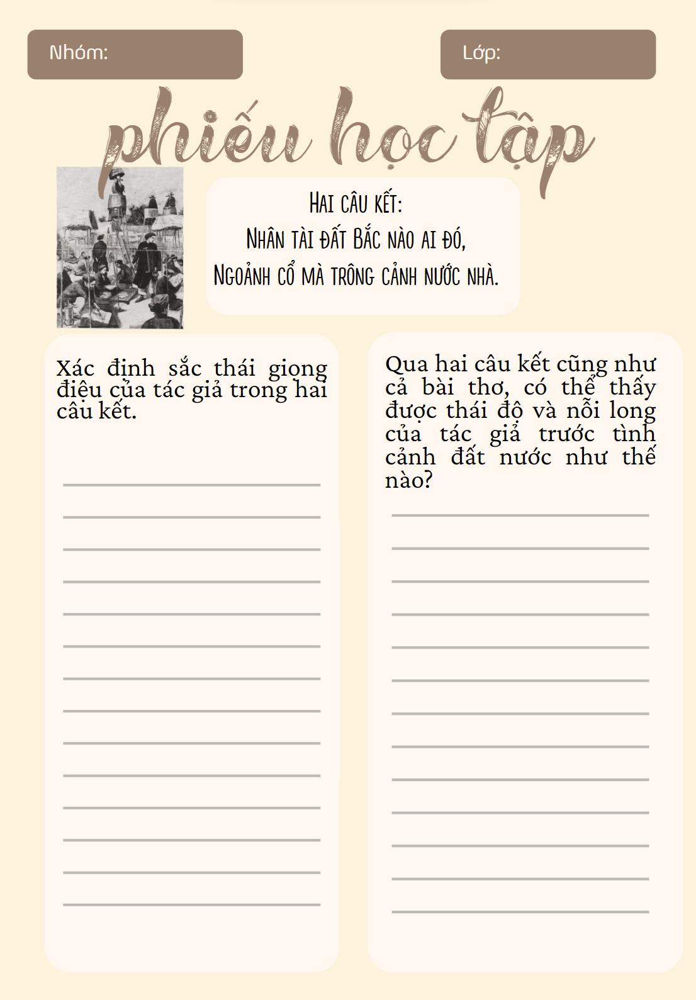 Nhóm:
Lớp:
phiếu học tập
Hai câu kết:
Nhân tài đất Bắc nào ai đó,
Ngoảnh cổ mà trông cảnh nước nhà.
Xác định sắc thái giọng
điệu của tác giả trong hai
câu kết.
Qua hai câu kết cũng như
cả bài thơ, có thể thấy
được thái độ và nỗi long
của tác giả trước tình
cảnh đất nước như thế
nào?